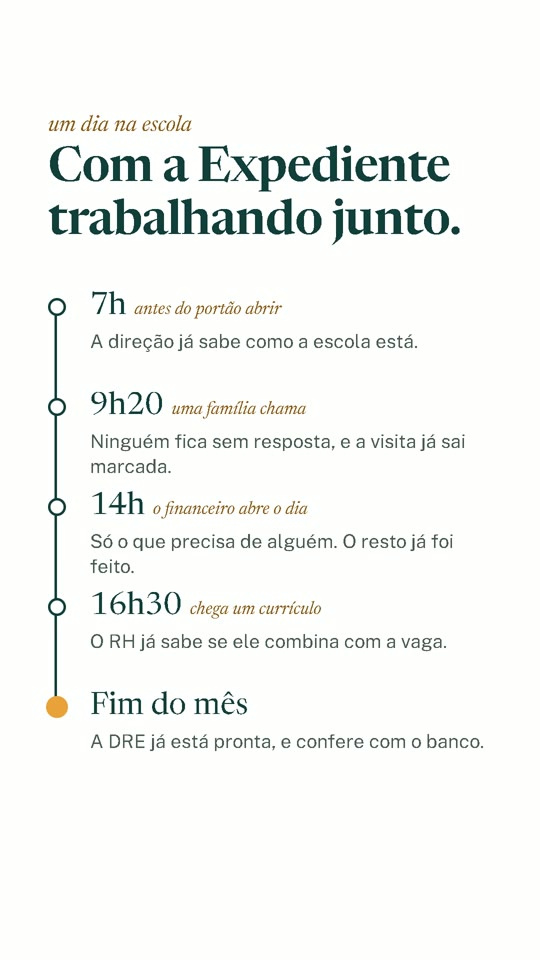 um dia na escola
Com a Expediente
trabalhando junto.
7h antes do portão abrir
A direção já sabe como a escola está.
9h20 uma família chama
Ninguém fica sem resposta, e a visita já sai
marcada.
14h o financeiro abre o dia
Só o que precisa de alguém. O resto já foi
feito.
16h30 chega um currículo
O RH já sabe se ele combina com a vaga.
Fim do mês
A DRE já está pronta, e confere com o banco.